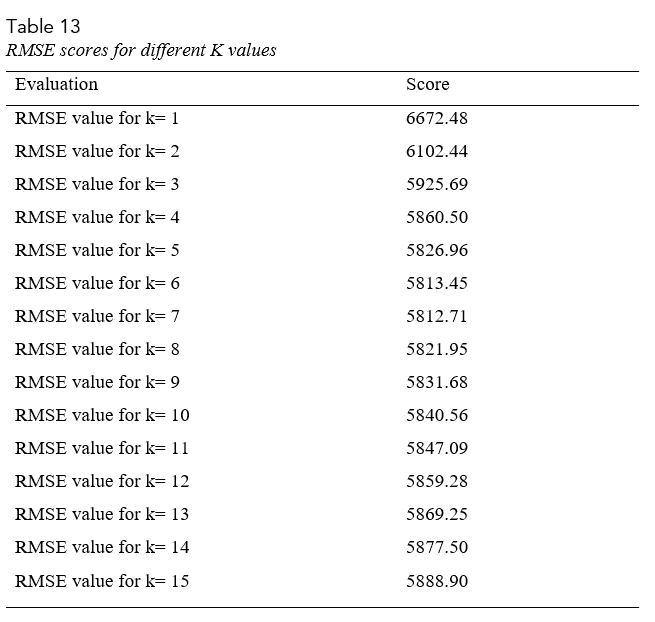 Table 13
RMSE scores for different K values
Evaluation Score
RMSE value for k= 1 6672.48
RMSE value for k= 2 6102.44
RMSE value for k= 3 5925.69
RMSE value for k= 4 5860.50
RMSE value for k= 5 5826.96
RMSE value for k= 6 5813.45
RMSE value for k= 7 5812.71
RMSE value for k= 8 5821.95
RMSE value for k= 9 5831.68
RMSE value for k= 10 5840.56
RMSE value for k= 11 5847.09
RMSE value for k= 12 5859.28
RMSE value for k= 13 5869.25
RMSE value for k= 14 5877.50
RMSE value for k= 15 5888.90